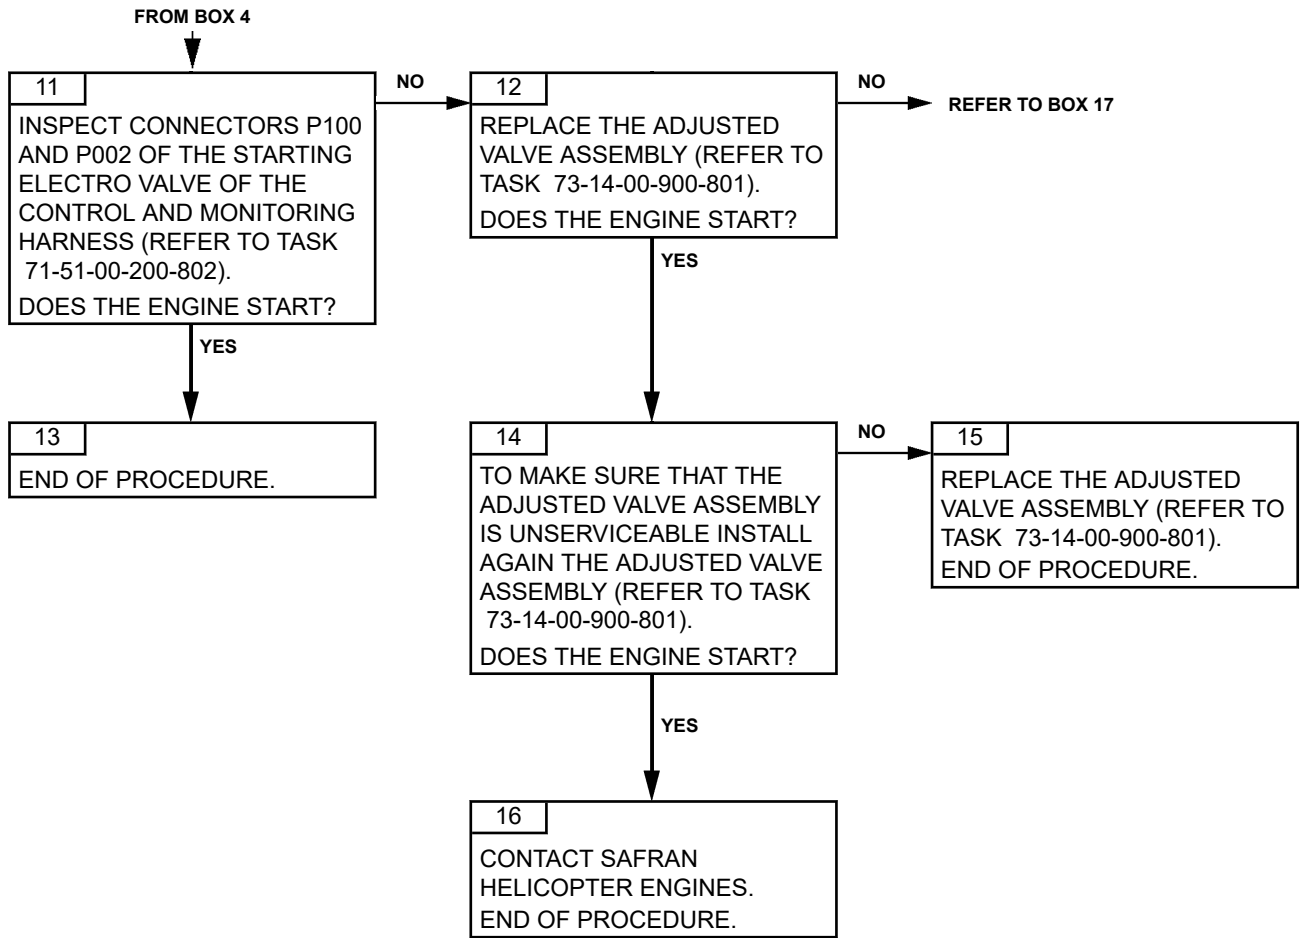 FROM BOX 4
11
INSPECT CONNECTORS P100
AND P002 OF THE STARTING
ELECTRO VALVE OF THE
CONTROL AND MONITORING
HARNESS (REFER TO TASK
71-51-00-200-802).
DOES THE ENGINE START?
NO
12
REPLACE THE ADJUSTED
VALVE ASSEMBLY (REFER TO
TASK 73-14-00-900-801).
DOES THE ENGINE START?
NO
REFER TO BOX 17
YES
YES
13
END OF PROCEDURE.
14
TO MAKE SURE THAT THE
ADJUSTED VALVE ASSEMBLY
IS UNSERVICEABLE INSTALL
AGAIN THE ADJUSTED VALVE
ASSEMBLY (REFER TO TASK
73-14-00-900-801).
DOES THE ENGINE START?
NO
15
REPLACE THE ADJUSTED
VALVE ASSEMBLY (REFER TO
TASK 73-14-00-900-801).
END OF PROCEDURE.
YES
16
CONTACT SAFRAN
HELICOPTER ENGINES.
END OF PROCEDURE.